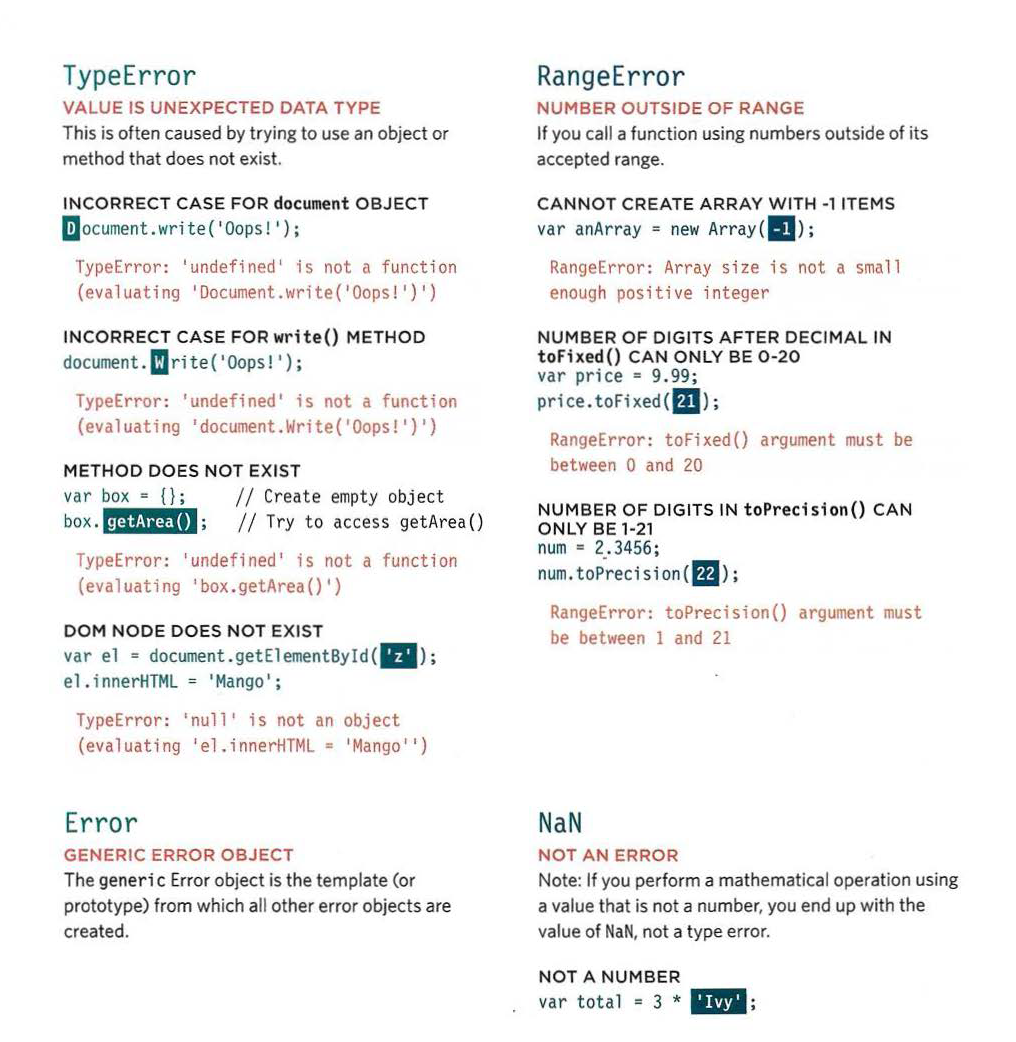 TypeError
VALUE IS UNEXPECTED DATA TYPE
This is often caused by trying to use an object or
method that does not exist.
INCORRECT CASE FOR document OBJECT
Document.write('Oops!');
TypeError: 'undefined' is not a function
(evaluating 'Document.write('Oops!')')
INCORRECT CASE FOR write() METHOD
document.Write('Oops!');
TypeError: 'undefined' is not a function
(evaluating 'document.Write('Oops!')')
METHOD DOES NOT EXIST
var box = {}; // Create empty object
box.getArea(); // Try to access getArea()
TypeError: 'undefined' is not a function
(evaluating 'box.getArea()')
DOM NODE DOES NOT EXIST
var el = document.getElementById('z');
el.innerHTML = 'Mango';
TypeError: 'null' is not an object
(evaluating 'el.innerHTML = 'Mango'')
RangeError
NUMBER OUTSIDE OF RANGE
If you call a function using numbers outside of its
accepted range.
CANNOT CREATE ARRAY WITH -1 ITEMS
var anArray = new Array(-1);
RangeError: Array size is not a small
enough positive integer
NUMBER OF DIGITS AFTER DECIMAL IN
toFixed() CAN ONLY BE 0-20
var price = 9.99;
price.toFixed(21);
RangeError: toFixed() argument must be
between 0 and 20
NUMBER OF DIGITS IN toPrecision() CAN
ONLY BE 1-21
num = 2.3456;
num.toPrecision(22);
RangeError: toPrecision() argument must
be between 1 and 21
Error
GENERIC ERROR OBJECT
The generic Error object is the template (or
prototype) from which all other error objects are
created.
NaN
NOT AN ERROR
Note: If you perform a mathematical operation using
a value that is not a number, you end up with the
value of NaN, not a type error.
NOT A NUMBER
var total = 3 * 'Ivy';